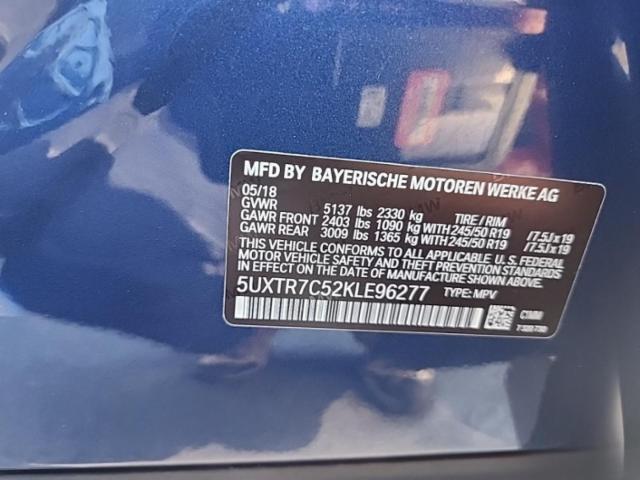 MFD BY BAYERISCHE MOTOREN WERKE AG
05/18
GVWR 5137 lbs 2330 kg TIRE / RIM
GAWR FRONT 2403 lbs 1090 kg WITH 245/50 R19 /7.5J x 19
GAWR REAR 3009 lbs 1365 kg WITH 245/50 R19 /7.5J x 19
THIS VEHICLE CONFORMS TO ALL APPLICABLE U.S. FEDERAL
MOTOR VEHICLE SAFETY STANDARDS IN EFFECT ON THE
DATE OF MANUFACTURE SHOWN ABOVE.
5UXTR7C52KLE96277 TYPE: MPV